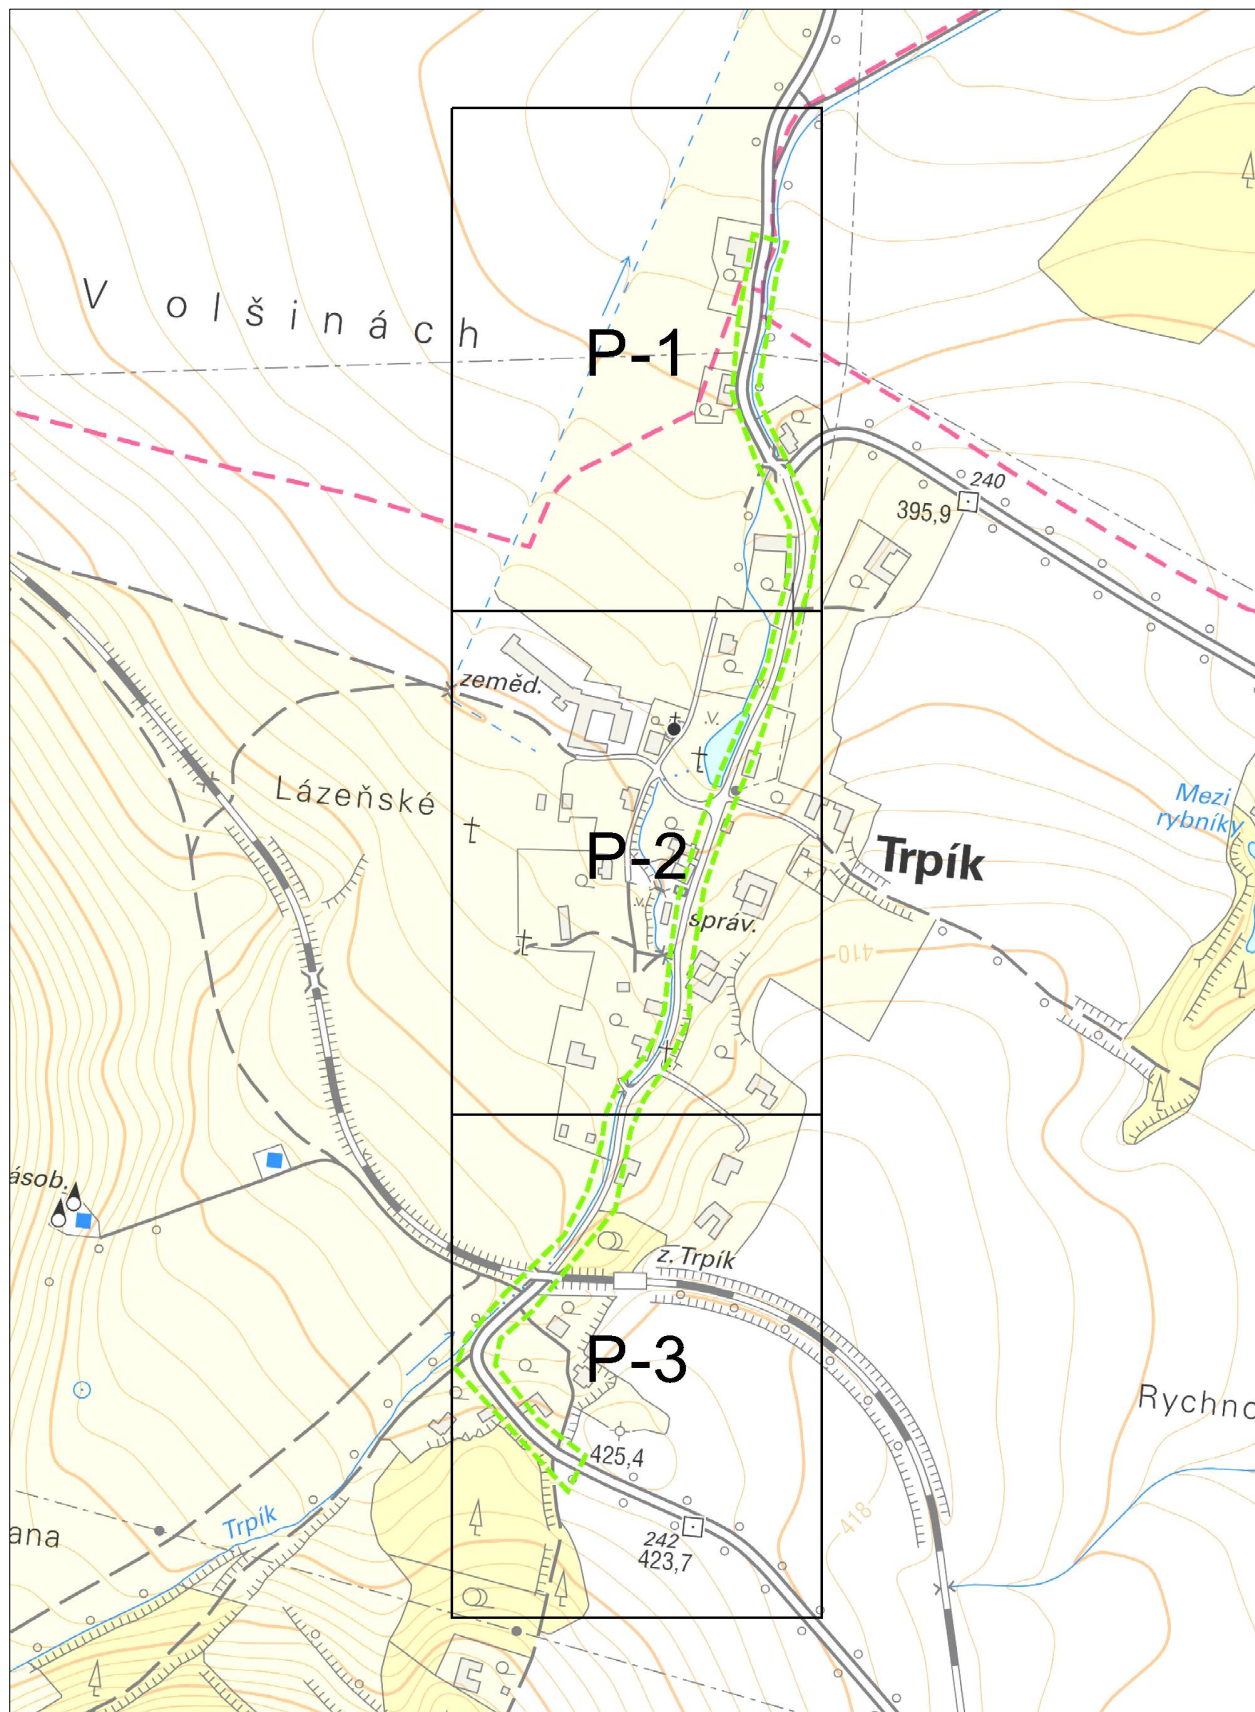 V olšinách
P-1
240
395,9
zeměd.
Lázeňské
Mezi
rybníky
P-2
Trpík
správ.
410
ásob.
z. Trpík
P-3
Rychno
425,4
418
Trpík
242
423,7
ana